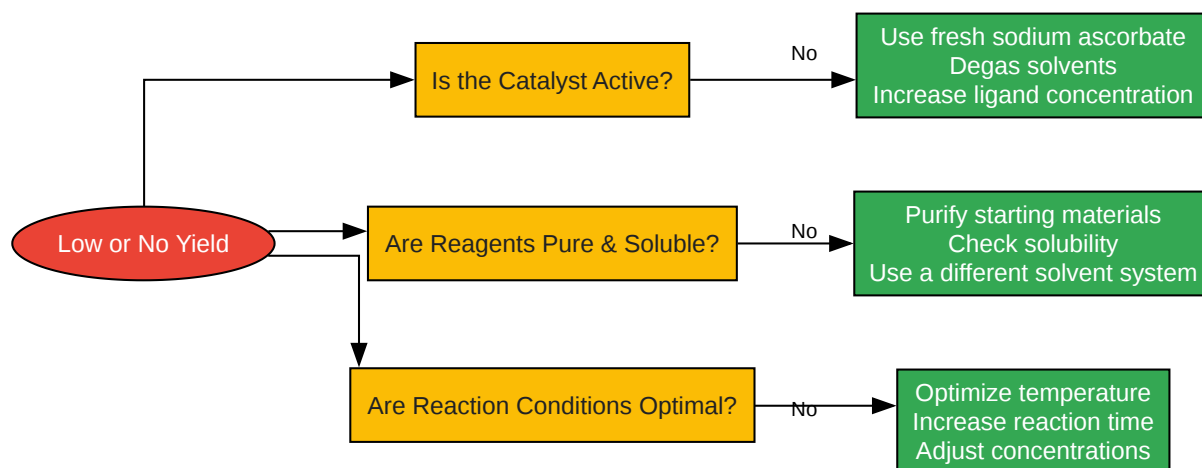 Low or No Yield
Is the Catalyst Active?
No
Use fresh sodium ascorbate
Degas solvents
Increase ligand concentration
Are Reagents Pure & Soluble?
No
Purify starting materials
Check solubility
Use a different solvent system
Are Reaction Conditions Optimal?
No
Optimize temperature
Increase reaction time
Adjust concentrations